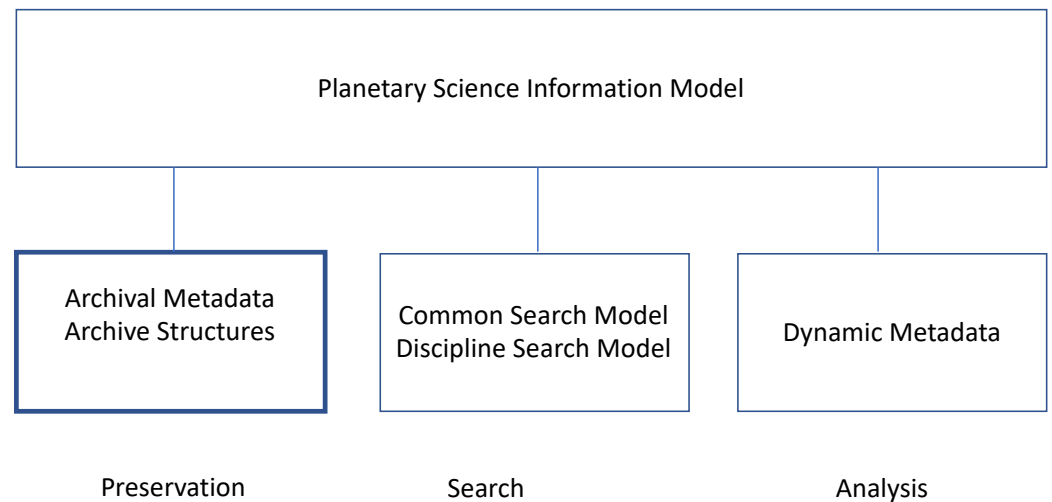 Planetary Science Information Model
Archival Metadata
Archive Structures
Common Search Model
Discipline Search Model
Dynamic Metadata
Preservation
Search
Analysis